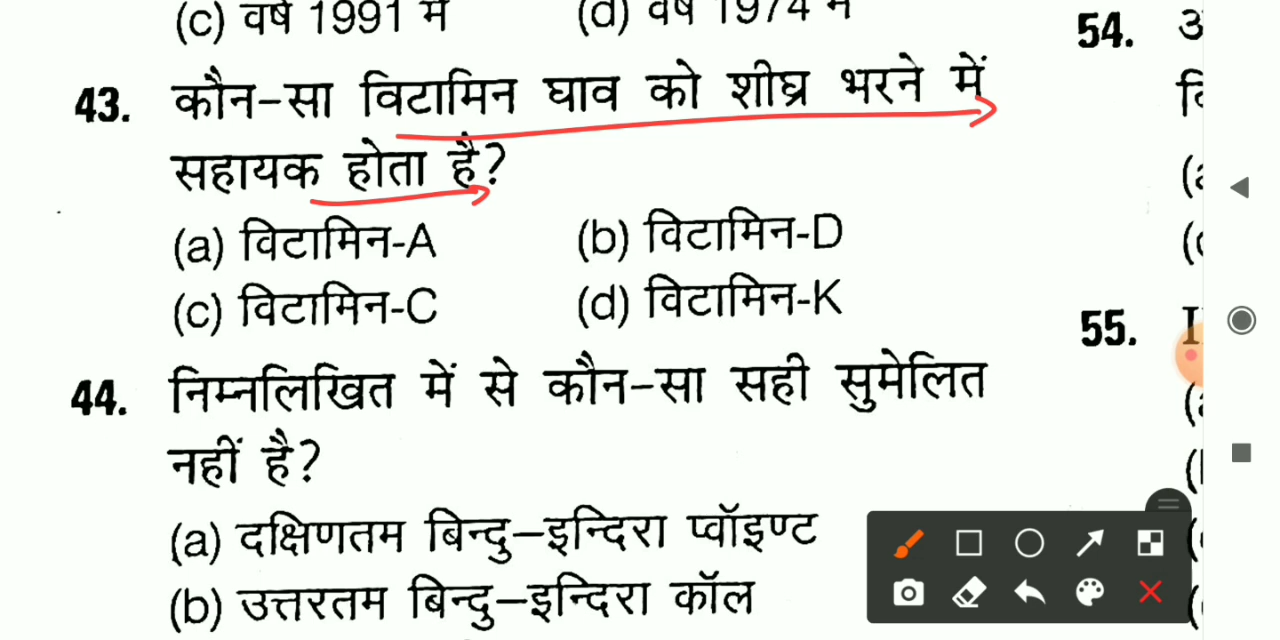 (c) वर्ष 1991 में
(d) वर्ष 1974 में
43. कौन-सा विटामिन घाव को शीघ्र भरने में
सहायक होता है?
(a) विटामिन-A
(b) विटामिन-D
(c) विटामिन-C
(d) विटामिन-K
44. निम्नलिखित में से कौन-सा सही सुमेलित
नहीं है?
(a) दक्षिणतम बिन्दु–इन्दिरा प्वॉइण्ट
(b) उत्तरतम बिन्दु–इन्दिरा कॉल
54.
55.